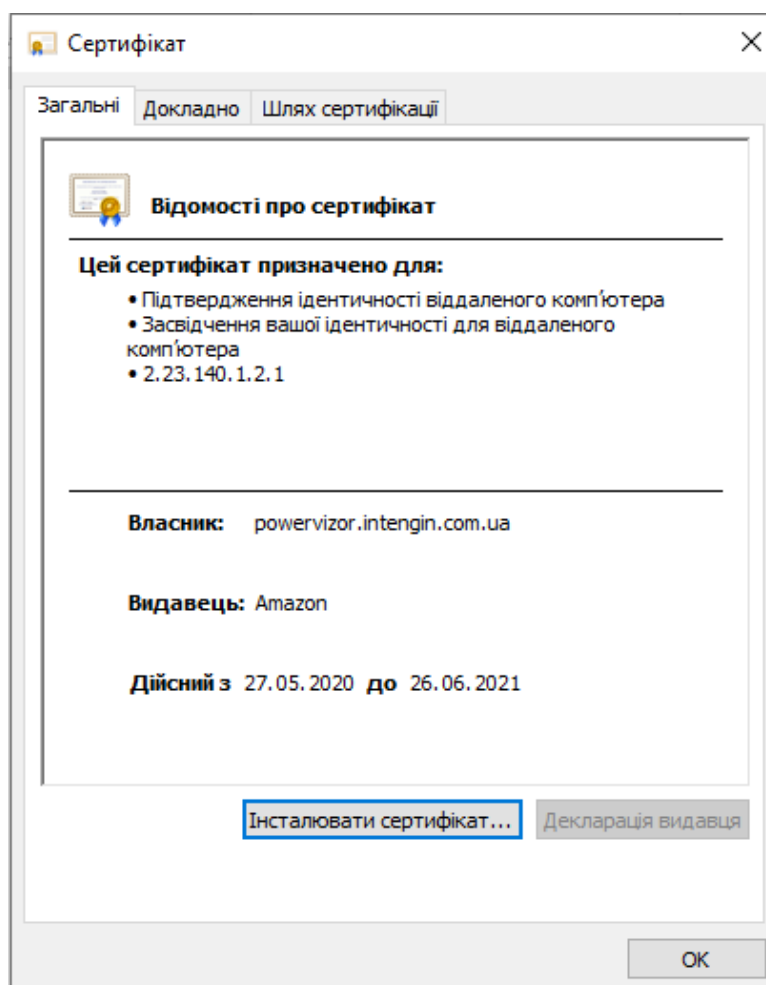 Сертифікат
Загальні Докладно Шлях сертифікації
Відомості про сертифікат
Цей сертифікат призначено для:
• Підтвердження ідентичності віддаленого комп'ютера
• Засвідчення вашої ідентичності для віддаленого
комп'ютера
• 2.23.140.1.2.1
Власник: powervizor.intengin.com.ua
Видавець: Amazon
Дійсний з 27.05.2020 до 26.06.2021
Інсталювати сертифікат... Декларація видавця
ОК